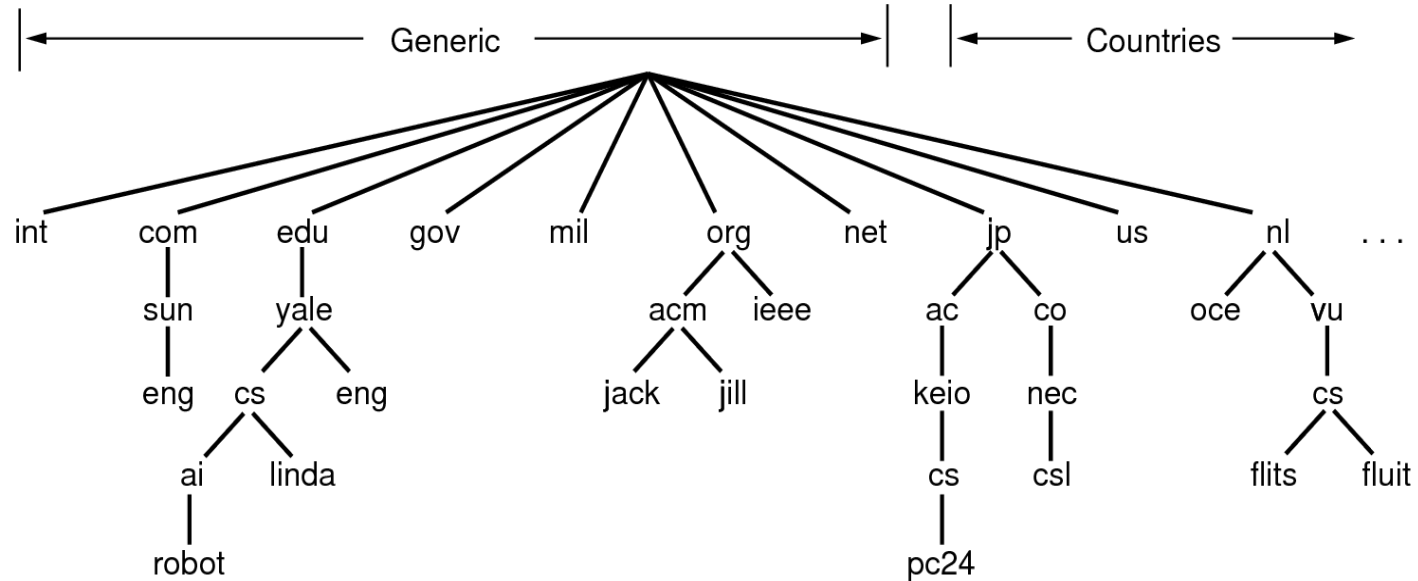 Generic Countries
int com edu gov mil org net jp us nl . . .
sun yale acm ieee ac co oce vu
eng cs eng jack jill keio nec cs
ai linda cs csl flits fluit
robot pc24